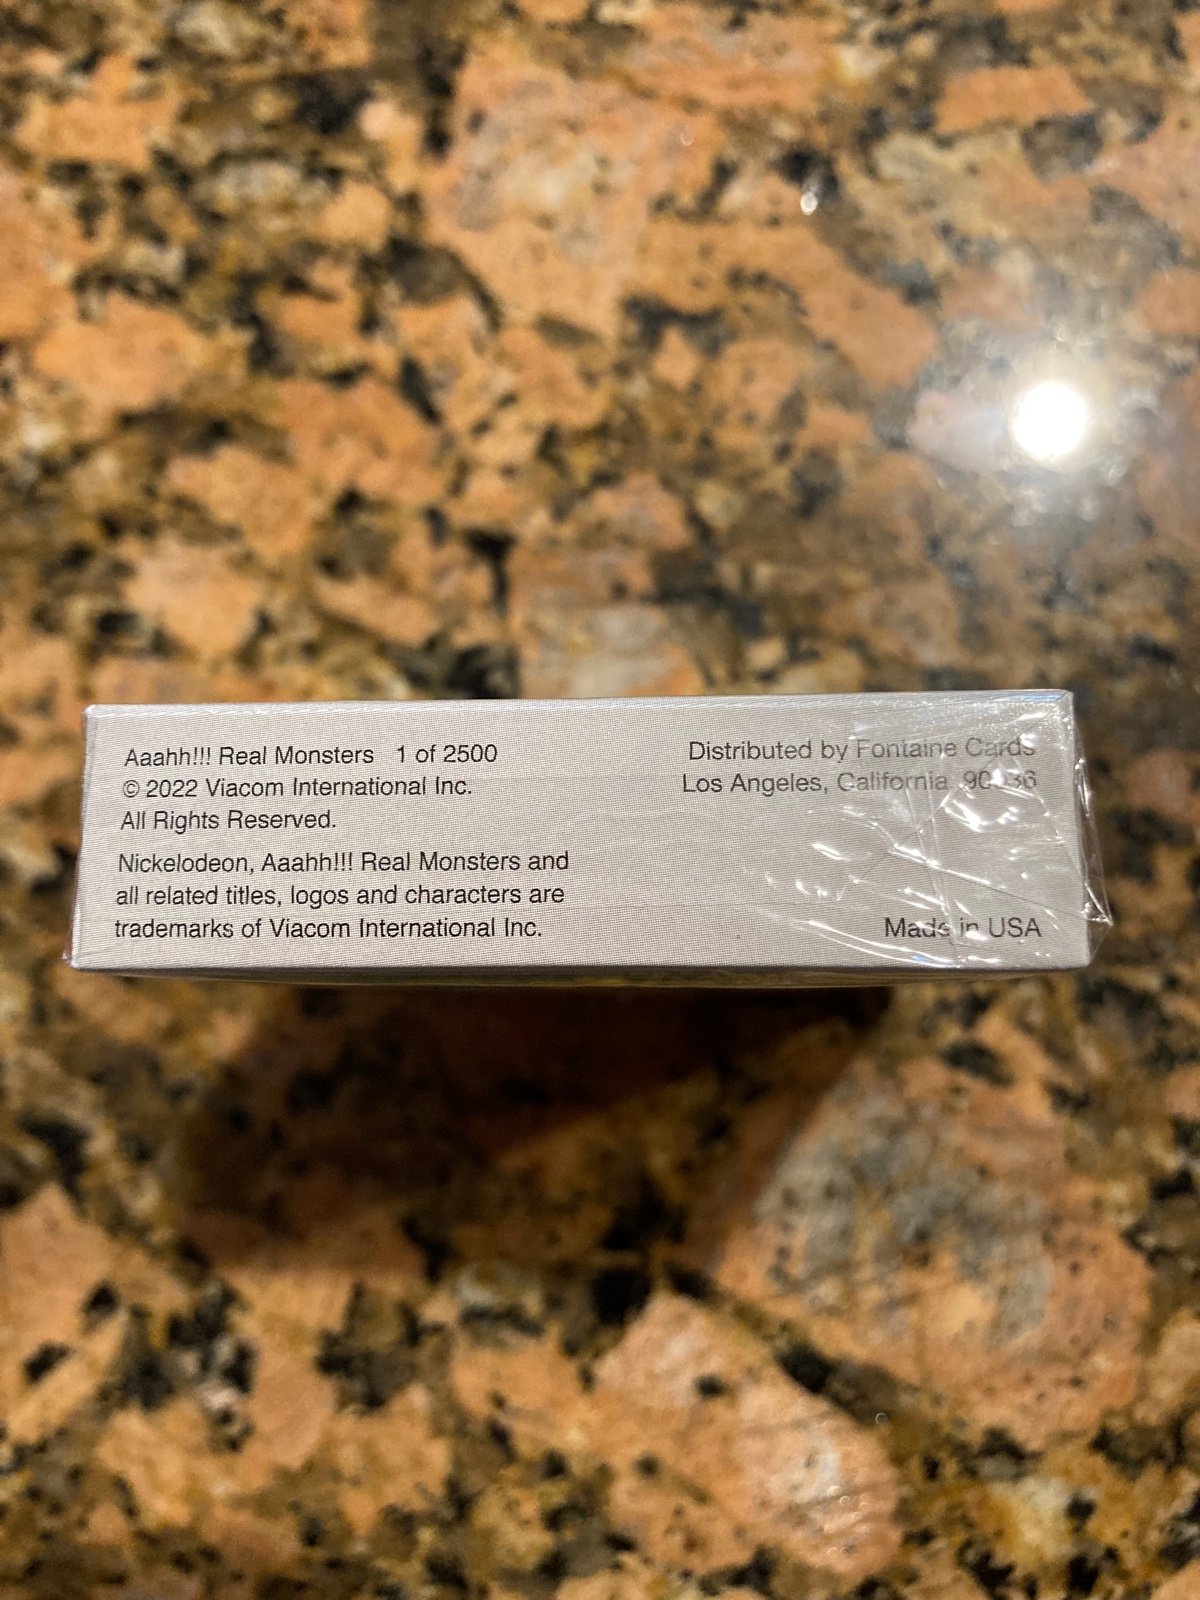 Aaahh!!! Real Monsters 1 of 2500
© 2022 Viacom International Inc.
All Rights Reserved.
Nickelodeon, Aaahh!!! Real Monsters and
all related titles, logos and characters are
trademarks of Viacom International Inc.
Distributed by Fontaine Cards
Los Angeles, California
Made in USA